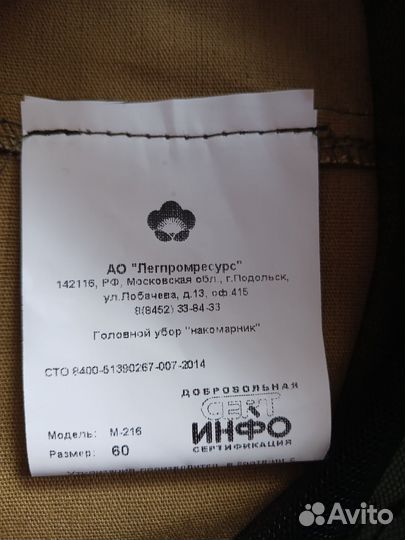 АО "Легпромресурс"
142116, РФ, Московская обл., г.Подольск,
ул.Лобачева, д.13, оф.415
8(8452) 33-84-33
Головной убор "накомарник"
СТО 8400-51390267-007-2014
ДОБРОВОЛЬНАЯ
CERT
ИНФО
СЕРТИФИКАЦИЯ
Модель: М-216
Размер: 60
Avito